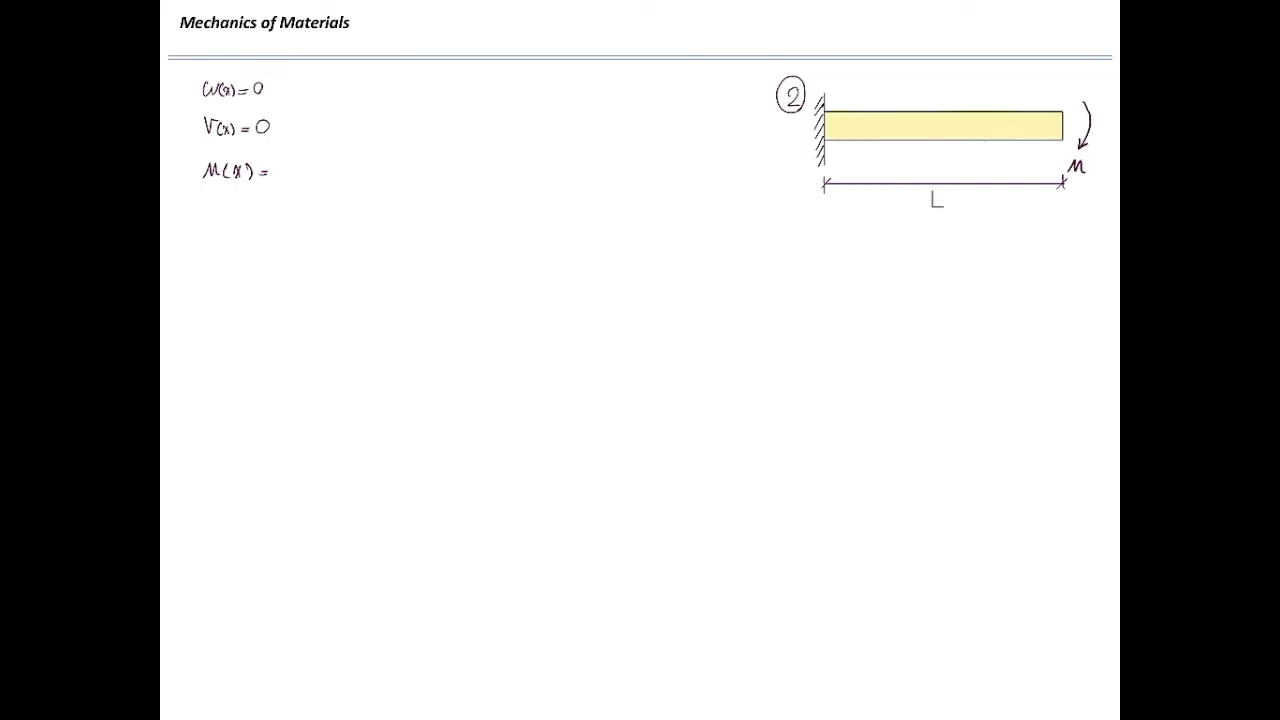 Mechanics of Materials
W(x) = 0
V(x) = 0
M(x) =
2
M
L